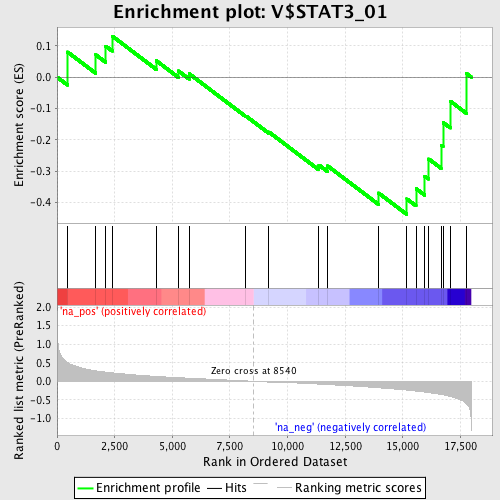 Enrichment plot: V$STAT3_01
Enrichment score (ES)
0.1
0.0
-0.1
-0.2
-0.3
-0.4
'na_pos' (positively correlated)
Ranked list metric (PreRanked)
2.0
1.5
1.0
0.5
0.0
-0.5
-1.0
Zero cross at 8540
'na_neg' (negatively correlated)
0
2,500
5,000
7,500
10,000
12,500
15,000
17,500
Rank in Ordered Dataset
Enrichment profile
Hits
Ranking metric scores